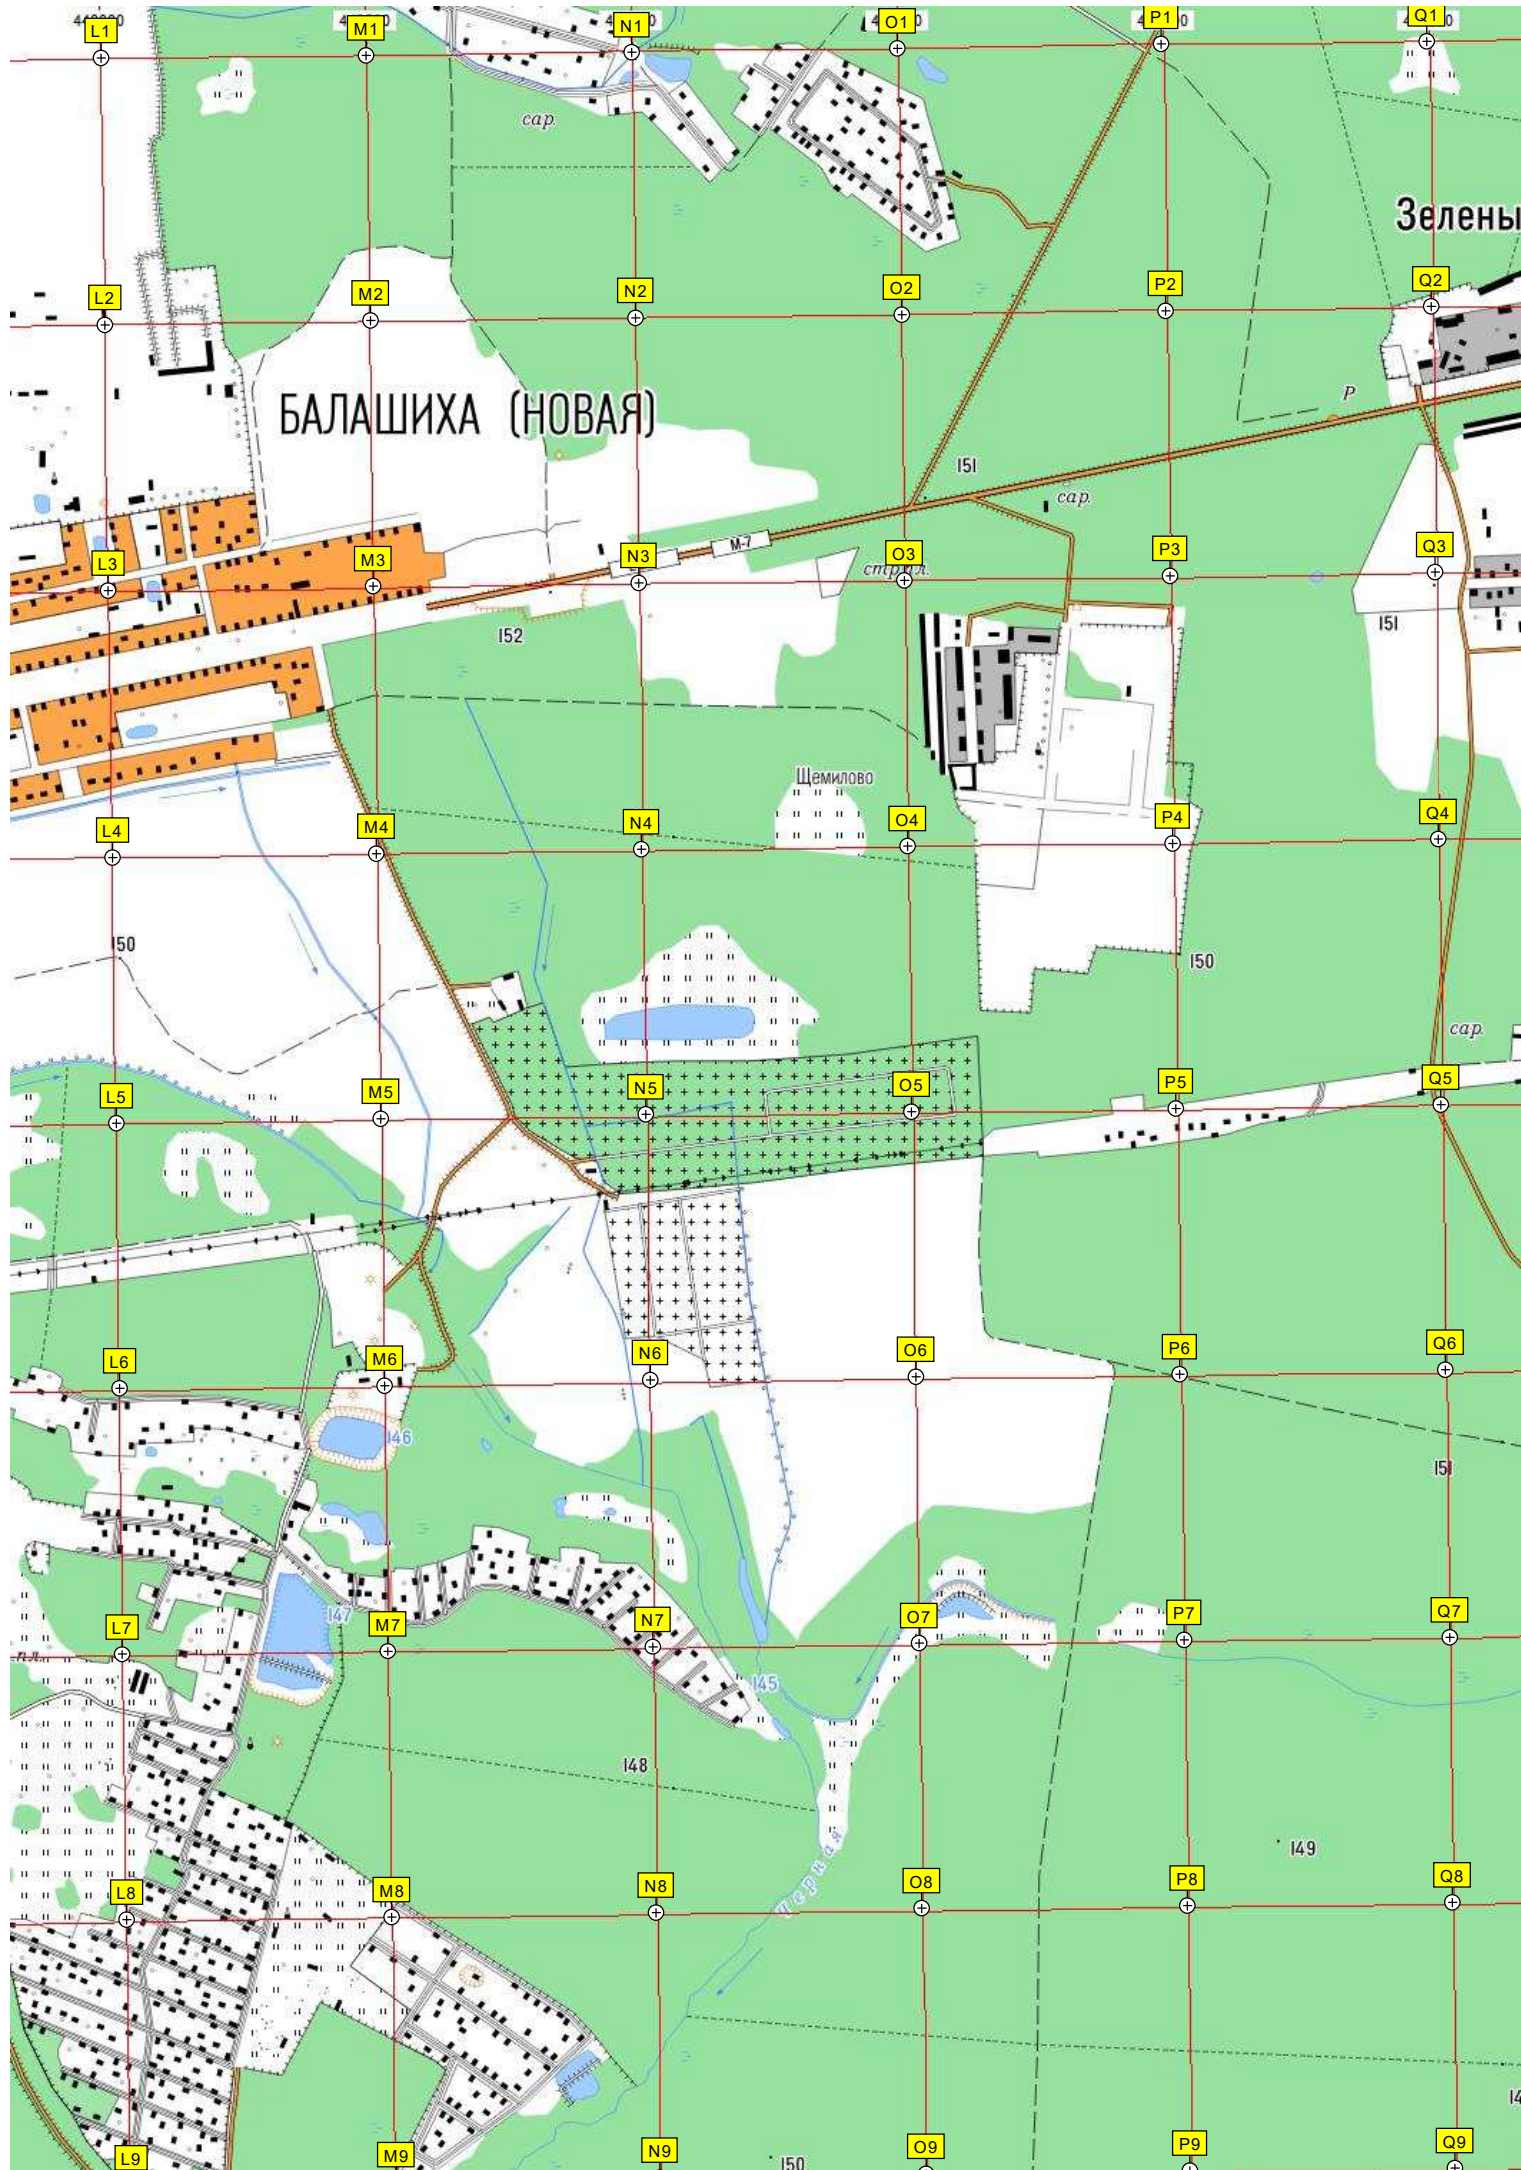 L1
M1
N1
O1
P1
Q1
сар.
Зелены
L2
M2
N2
O2
P2
Q2
БАЛАШИХА (НОВАЯ)
Р
151
сар.
М-7
L3
M3
N3
O3
P3
Q3
152
151
Щемилово
L4
M4
N4
O4
P4
Q4
150
150
сар.
L5
M5
N5
O5
P5
Q5
L6
M6
N6
O6
P6
Q6
146
151
147
L7
M7
N7
O7
P7
Q7
145
148
149
Черная
L8
M8
N8
O8
P8
Q8
L9
M9
N9
O9
P9
Q9
150